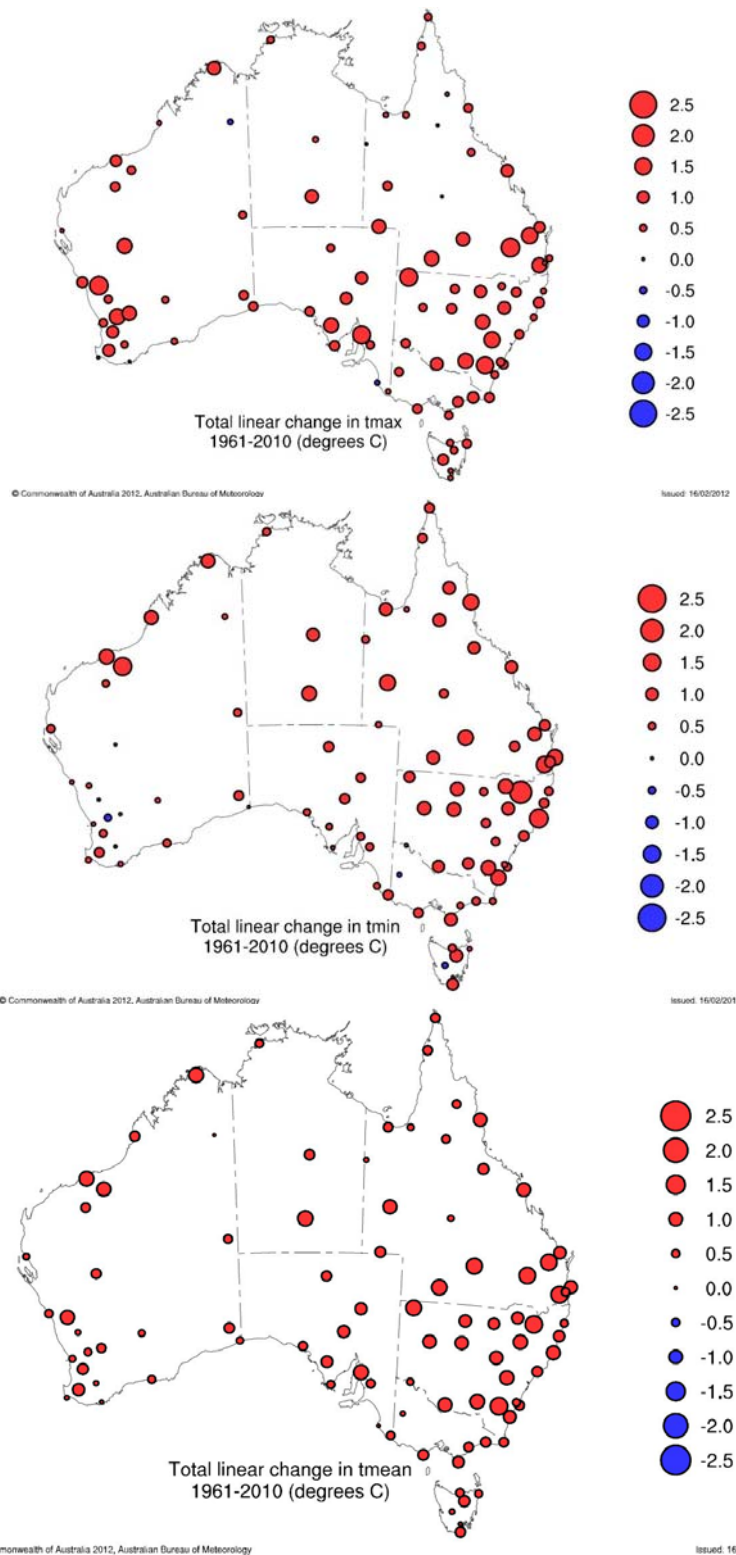 2.5
2.0
1.5
1.0
0.5
0.0
-0.5
-1.0
-1.5
-2.0
-2.5
Total linear change in tmax
1961-2010 (degrees C)
© Commonwealth of Australia 2012, Australian Bureau of Meteorology
Issued: 16/02/2012
2.5
2.0
1.5
1.0
0.5
0.0
-0.5
-1.0
-1.5
-2.0
-2.5
Total linear change in tmin
1961-2010 (degrees C)
© Commonwealth of Australia 2012, Australian Bureau of Meteorology
Issued: 16/02/201
2.5
2.0
1.5
1.0
0.5
0.0
-0.5
-1.0
-1.5
-2.0
-2.5
Total linear change in tmean
1961-2010 (degrees C)
monwealth of Australia 2012, Australian Bureau of Meteorology
Issued: 16